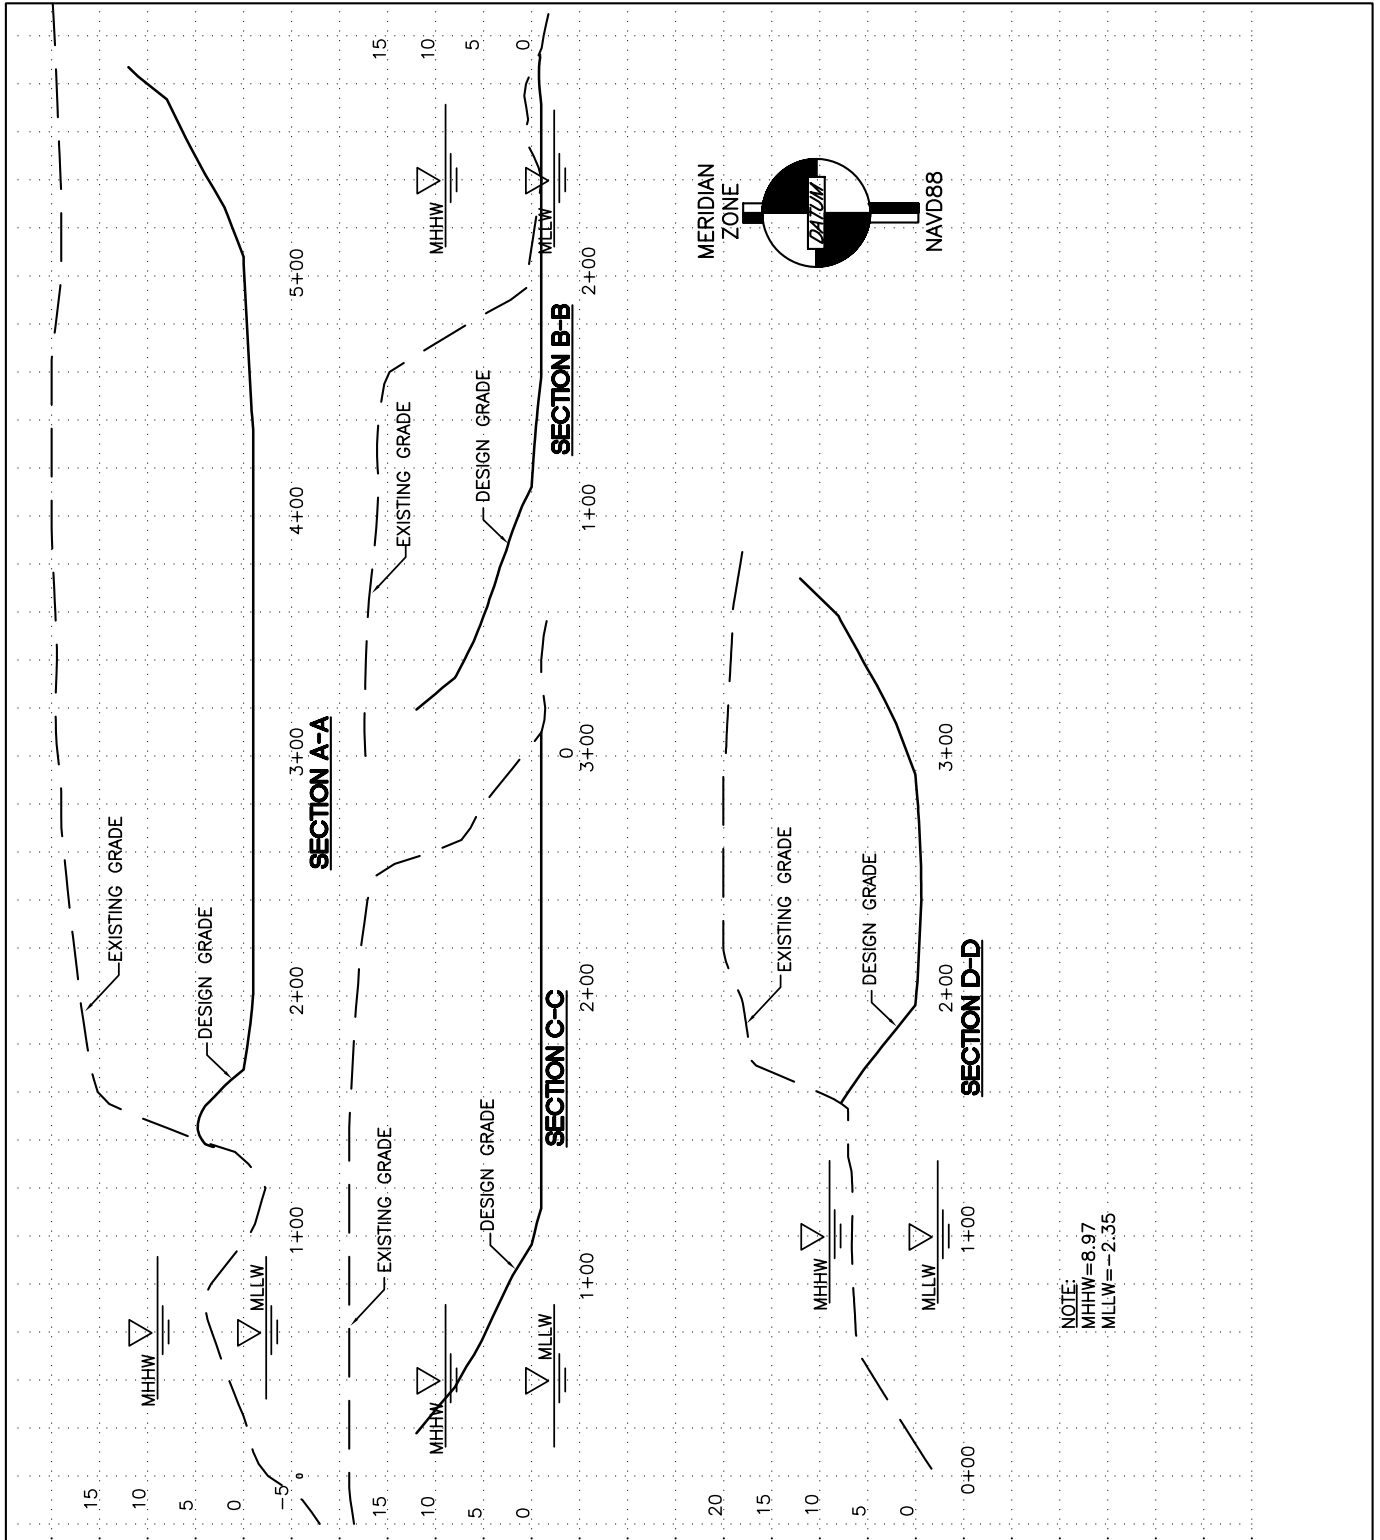 15
10
5
0
-5
0
1+00
2+00
3+00
4+00
5+00
MHHW
MLLW
EXISTING GRADE
DESIGN GRADE
SECTION A-A
15
10
5
0
0
1+00
2+00
MHHW
MLLW
EXISTING GRADE
DESIGN GRADE
SECTION B-B
15
10
5
0
1+00
2+00
3+00
MHHW
MLLW
EXISTING GRADE
DESIGN GRADE
SECTION C-C
20
15
10
5
0
0+00
1+00
2+00
3+00
MHHW
MLLW
EXISTING GRADE
DESIGN GRADE
SECTION D-D
MERIDIAN
ZONE
DATUM
NAVD88
NOTE:
MHHW=8.97
MLLW=-2.35